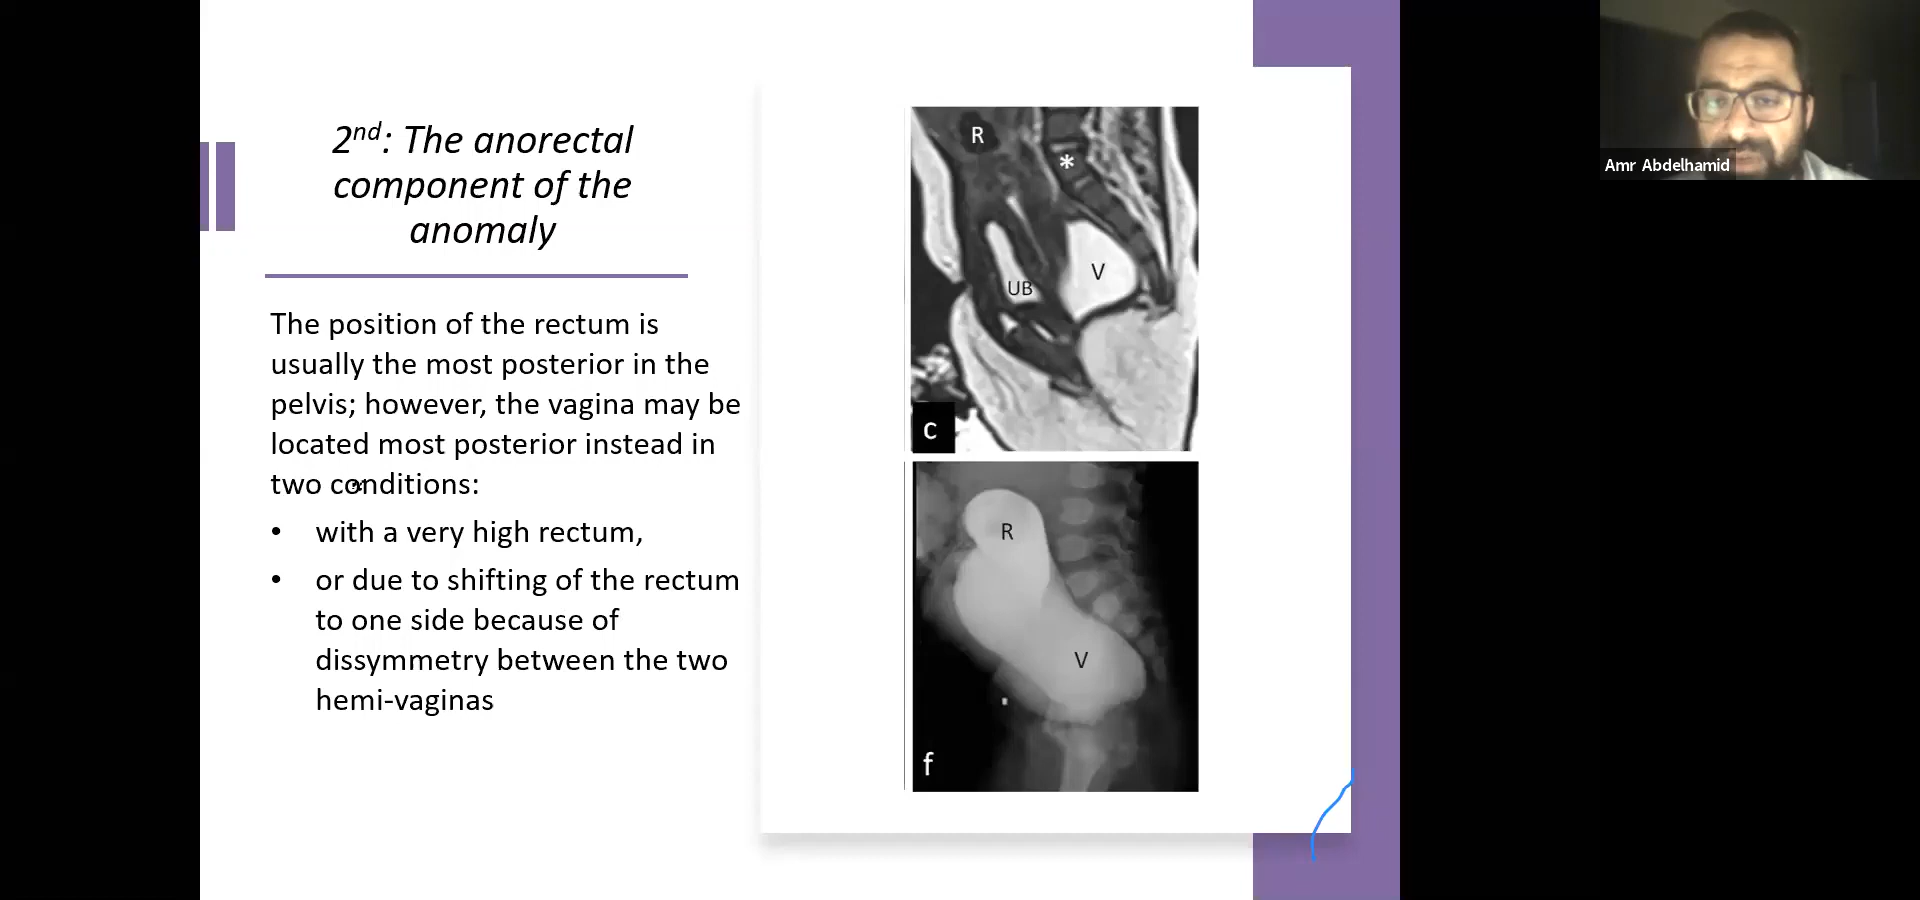 2nd: The anorectal
component of the
anomaly
The position of the rectum is
usually the most posterior in the
pelvis; however, the vagina may be
located most posterior instead in
two conditions:
• with a very high rectum,
• or due to shifting of the rectum
to one side because of
dissymmetry between the two
hemi-vaginas
R
*
V
UB
c
R
V
f
Amr Abdelhamid